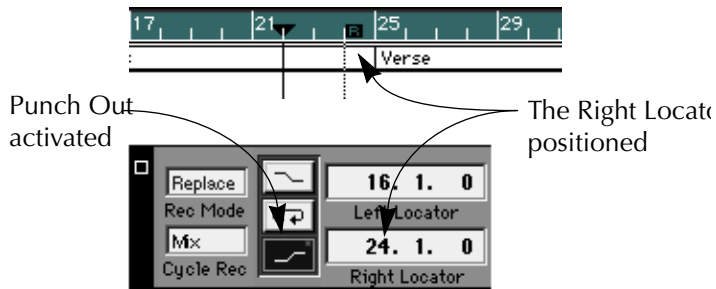 17 21 25 29
R
Verse
Punch Out
activated
The Right Locato
positioned
Replace
Rec Mode
Mix
Cycle Rec
16. 1. 0
Left Locator
24. 1. 0
Right Locator